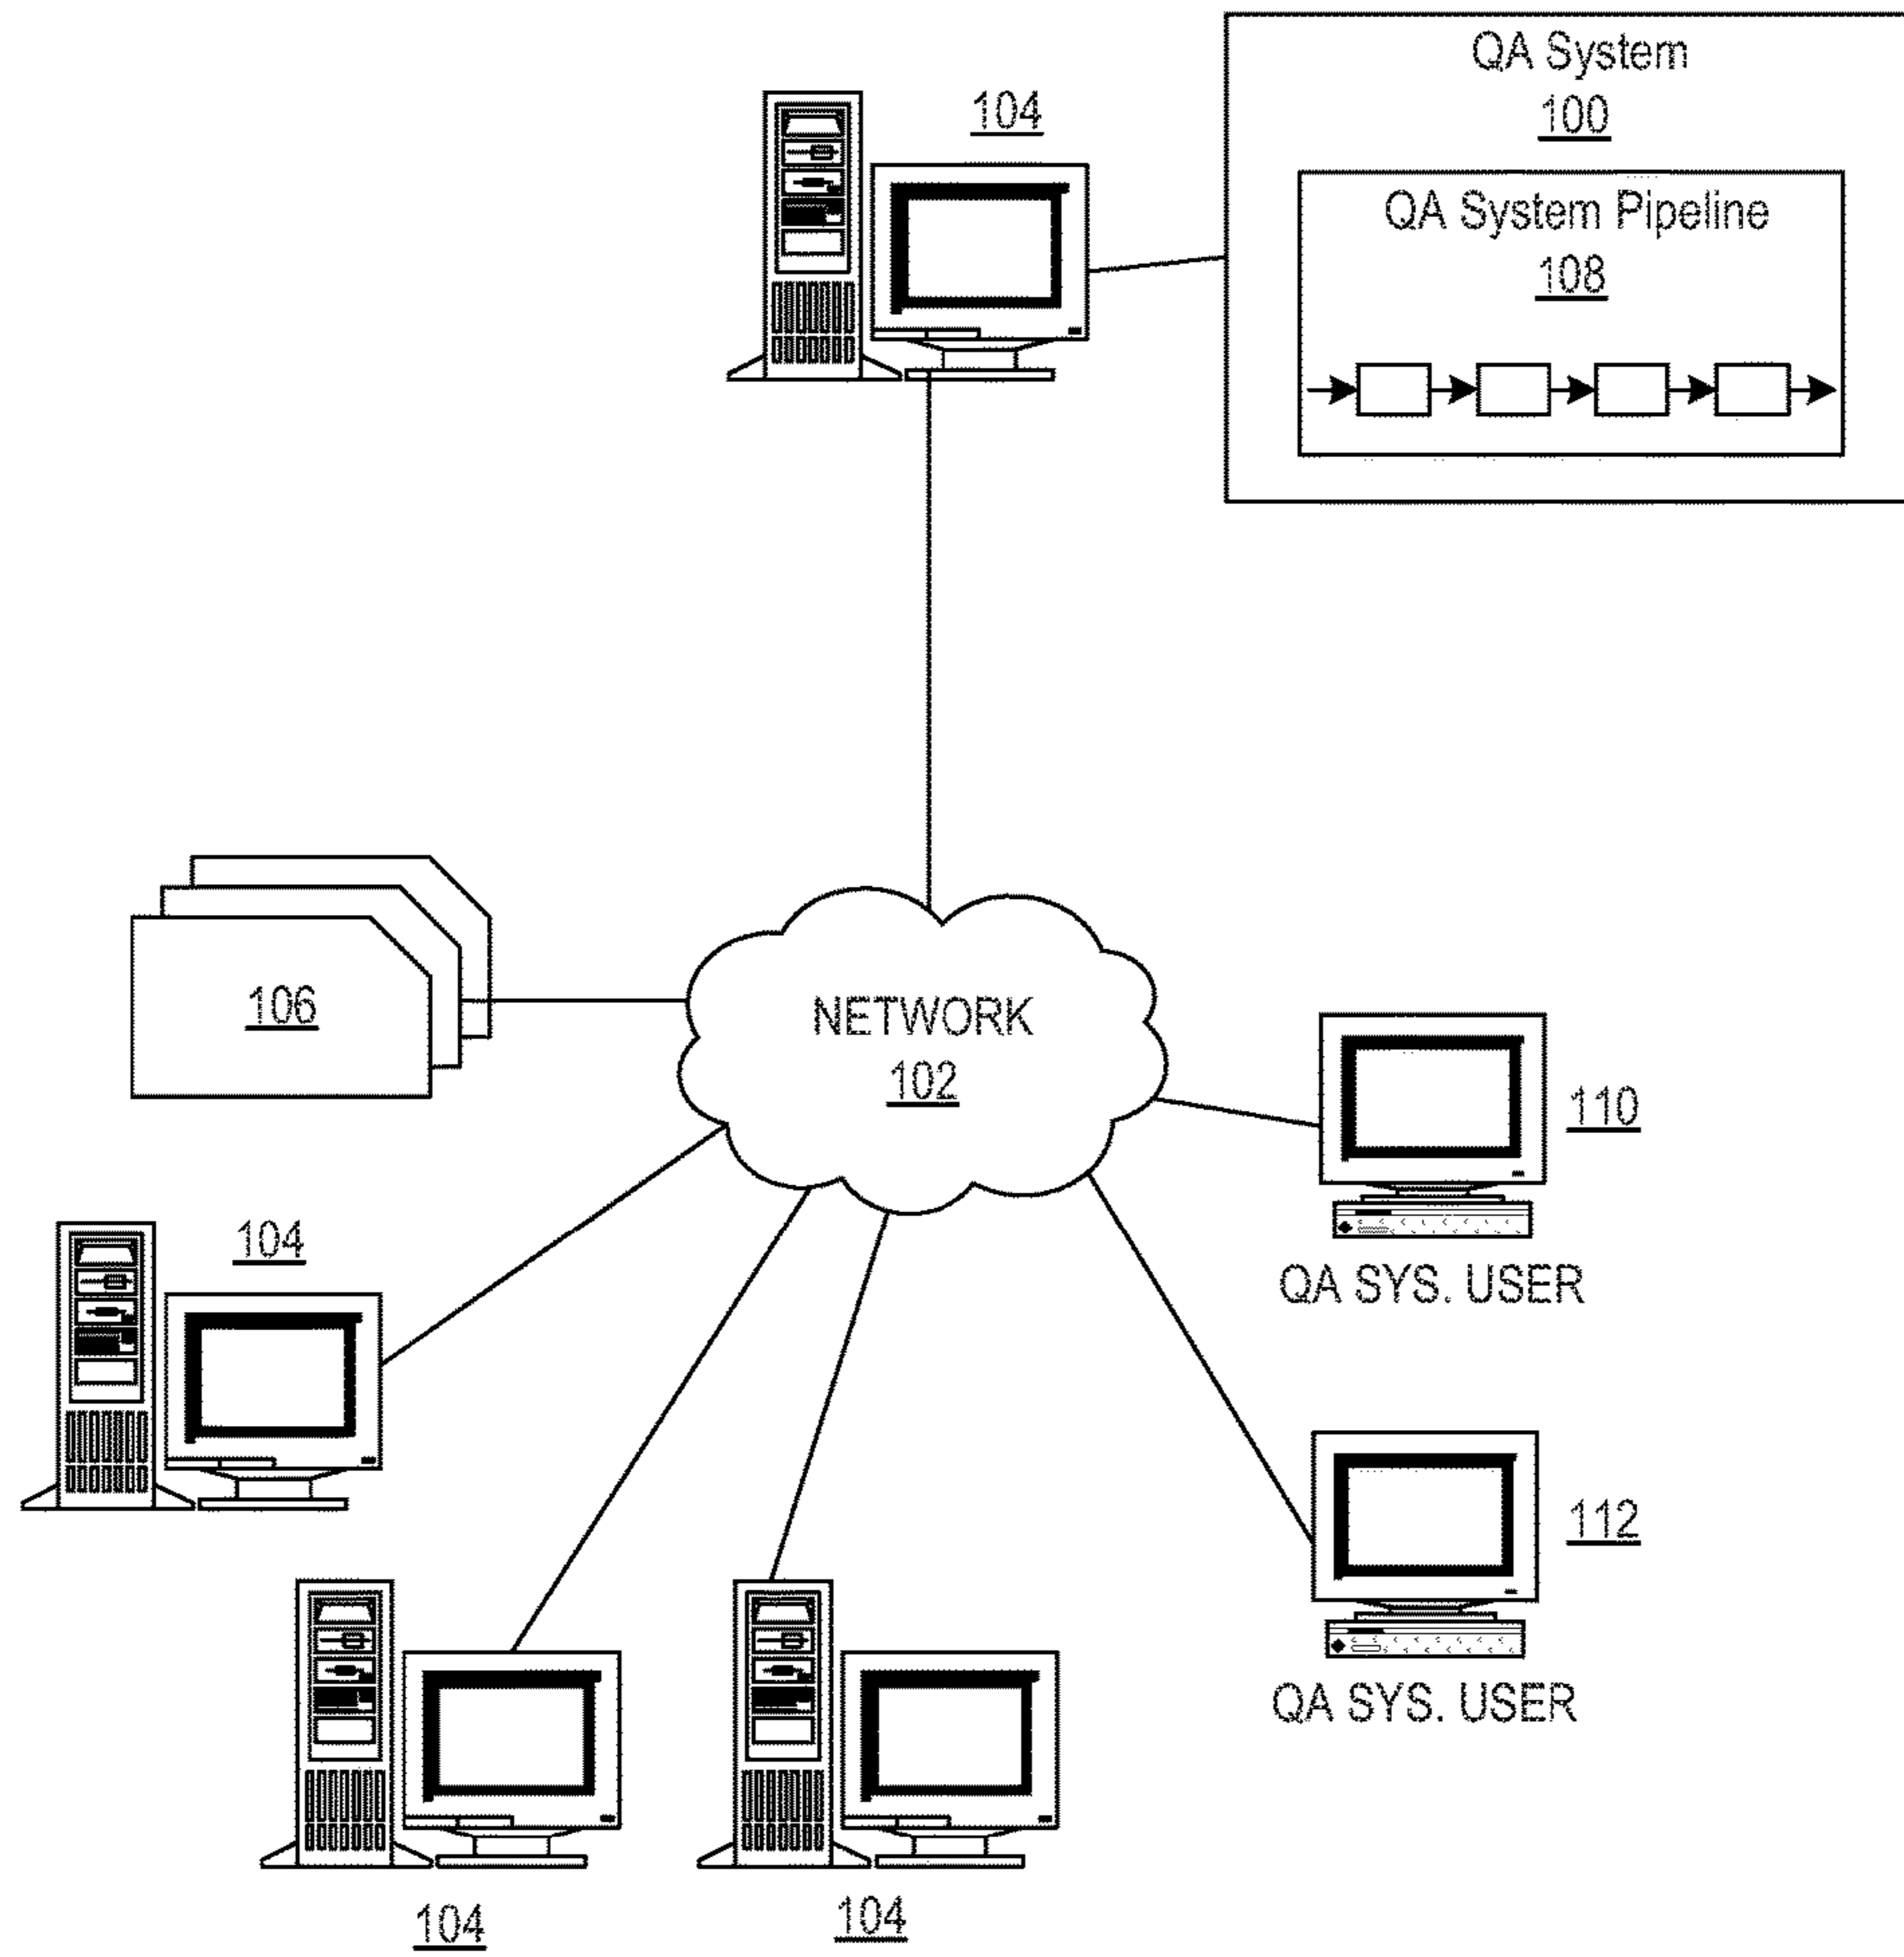 QA System
100
104
QA System Pipeline
108
106
NETWORK
102
110
QA SYS. USER
104
112
QA SYS. USER
104
104